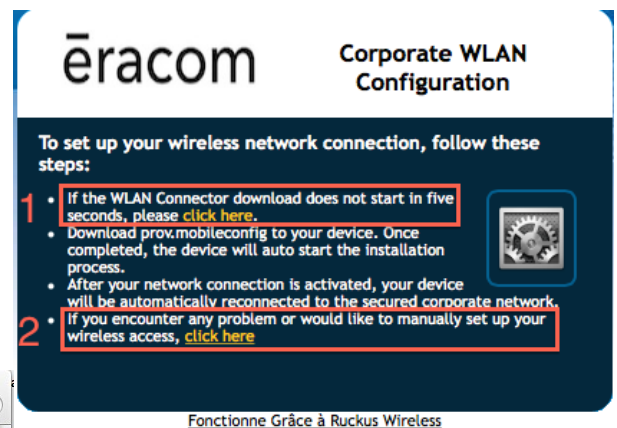 ēracom
Corporate WLAN
Configuration
To set up your wireless network connection, follow these
steps:
1
• If the WLAN Connector download does not start in five
seconds, please click here.
• Download prov.mobileconfig to your device. Once
completed, the device will auto start the installation
process.
• After your network connection is activated, your device
will be automatically reconnected to the secured corporate network.
2
• If you encounter any problem or would like to manually set up your
wireless access, click here
Fonctionne Grâce à Ruckus Wireless